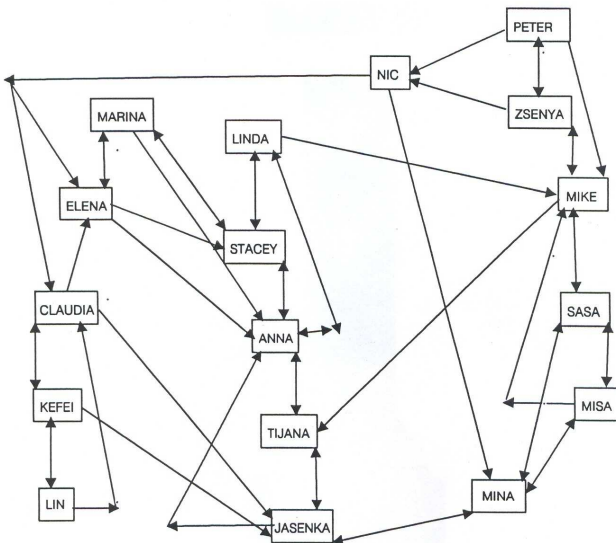 PETER
NIC
MARINA
ZSENYA
LINDA
ELENA
MIKE
STACEY
CLAUDIA
SASA
ANNA
KEFEI
MISA
TIJANA
LIN
MINA
JASENKA